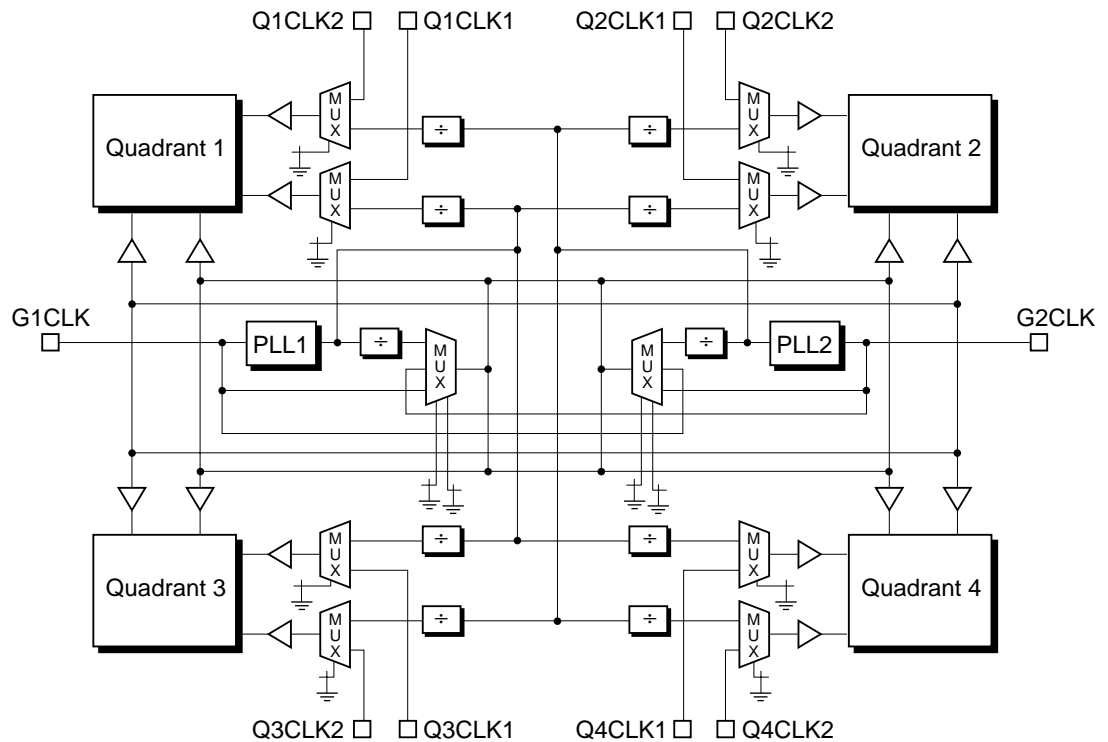 Q1CLK2 Q1CLK1 Q2CLK1 Q2CLK2
MUX MUX
Quadrant 1 ÷ ÷ Quadrant 2
MUX MUX
÷ ÷
G1CLK G2CLK
PLL1 ÷ MUX MUX ÷ PLL2
MUX ÷ ÷ MUX
Quadrant 3 Quadrant 4
MUX ÷ ÷ MUX
Q3CLK2 Q3CLK1 Q4CLK1 Q4CLK2